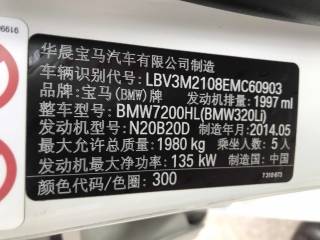 华晨宝马汽车有限公司制造
车辆识别代号: LBV3M2108EMC60903
品牌: 宝马(BMW)牌 发动机排量: 1997 ml
整车型号: BMW7200HL(BMW320Li)
发动机型号: N20B20D 制造年月: 2014.05
最大允许总质量: 1980 kg 乘坐人数: 5人
发动机最大净功率: 135 kW 制造国: 中国
颜色代码/色圈: 300
7 310 673